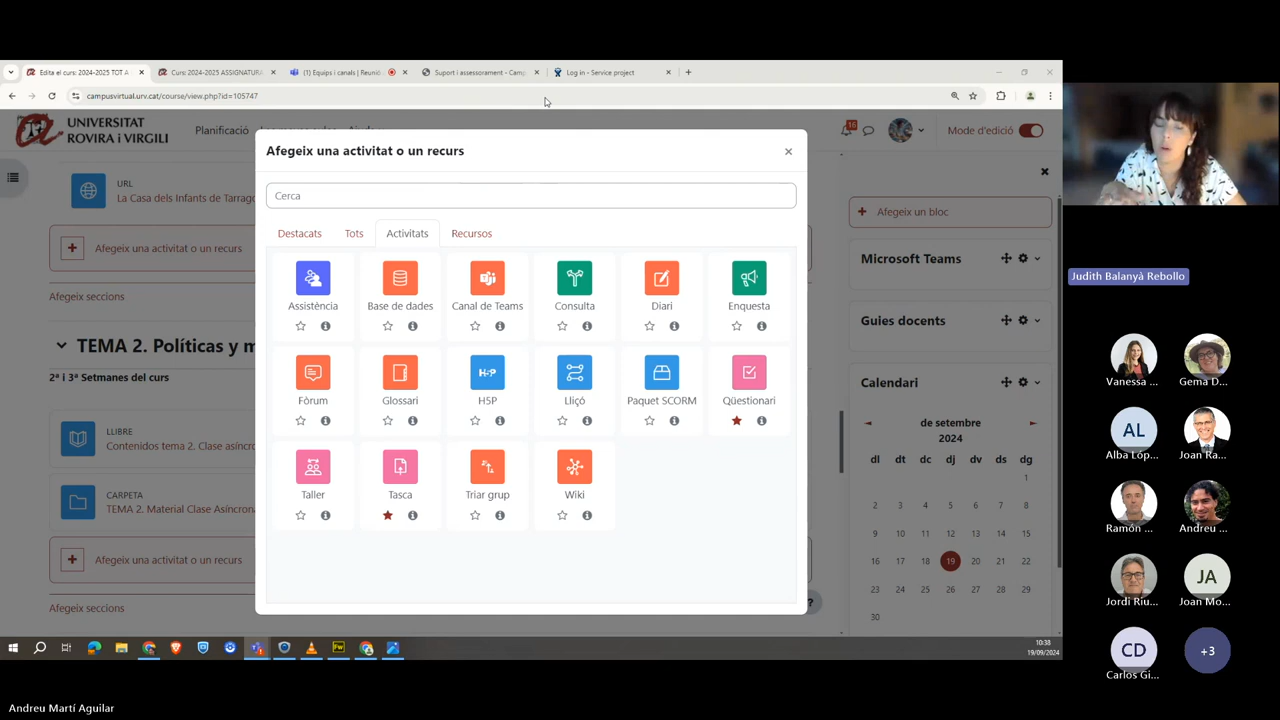 Edita el curs: 2024-2025 TOT A
Curs: 2024-2025 ASSIGNATUR
(1) Equips i canals | Reunió
Suport i assessorament - Camp
Log in - Service project
campusvirtual.urv.cat/course/view.php?id=105747
UNIVERSITAT
ROVIRA i VIRGILI
Planificació
16
Mode d'edició
Afegeix una activitat o un recurs
Cerca
Destacats
Tots
Activitats
Recursos
Assistència
Base de dades
Canal de Teams
Consulta
Diari
Enquesta
Fòrum
Glossari
H5P
H-P
Lliçó
Paquet SCORM
Qüestionari
Taller
Tasca
Triar grup
Wiki
URL
La Casa dels Infants de Tarrago
Afegeix una activitat o un recurs
Afegeix seccions
TEMA 2. Políticas y m
2ª i 3ª Setmanes del curs
LLIBRE
Contenidos tema 2. Clase asíncro
CARPETA
TEMA 2. Material Clase Asíncrona
Afegeix una activitat o un recurs
Afegeix seccions
Afegeix un bloc
Microsoft Teams
Guies docents
Calendari
de setembre
2024
dl dt dc dj ds dg
1
2 3 4 5 6 7 8
9 10 11 12 13 14 15
16 17 18 19 20 21 22
23 24 25 26 27 28 29
30
?
Fw
10:38
19/09/2024
Judith Balanyà Rebollo
Vanessa ...
Gema D...
AL
Alba Lóp...
Joan Ra...
Ramón ...
Andreu ...
Jordi Riu...
JA
Joan Mo...
CD
Carlos Gi...
+3
Andreu Martí Aguilar